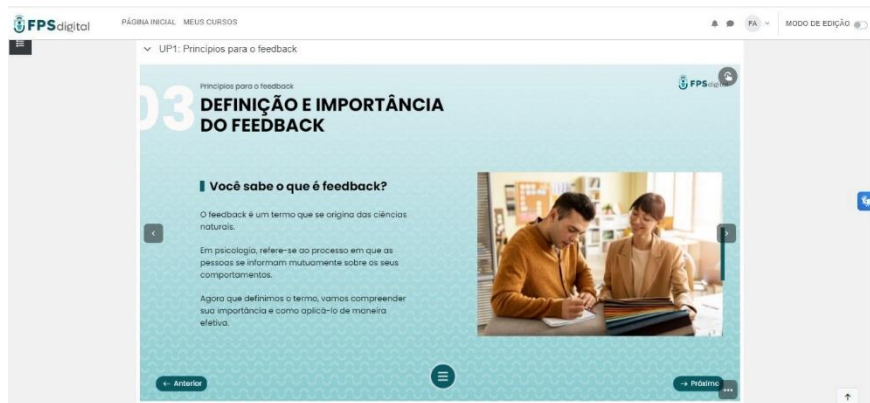 FPSdigital
PÁGINA INICIAL MEUS CURSOS
FA
MODO DE EDIÇÃO
UP1: Princípios para o feedback
03
Princípios para o feedback
DEFINIÇÃO E IMPORTÂNCIA
DO FEEDBACK
FPSdigital
Você sabe o que é feedback?
O feedback é um termo que se origina das ciências
naturais.
Em psicologia, refere-se ao processo em que as
pessoas se informam mutuamente sobre os seus
comportamentos.
Agora que definimos o termo, vamos compreender
sua importância e como aplicá-lo de maneira
efetiva.
← Anterior
→ Próximo